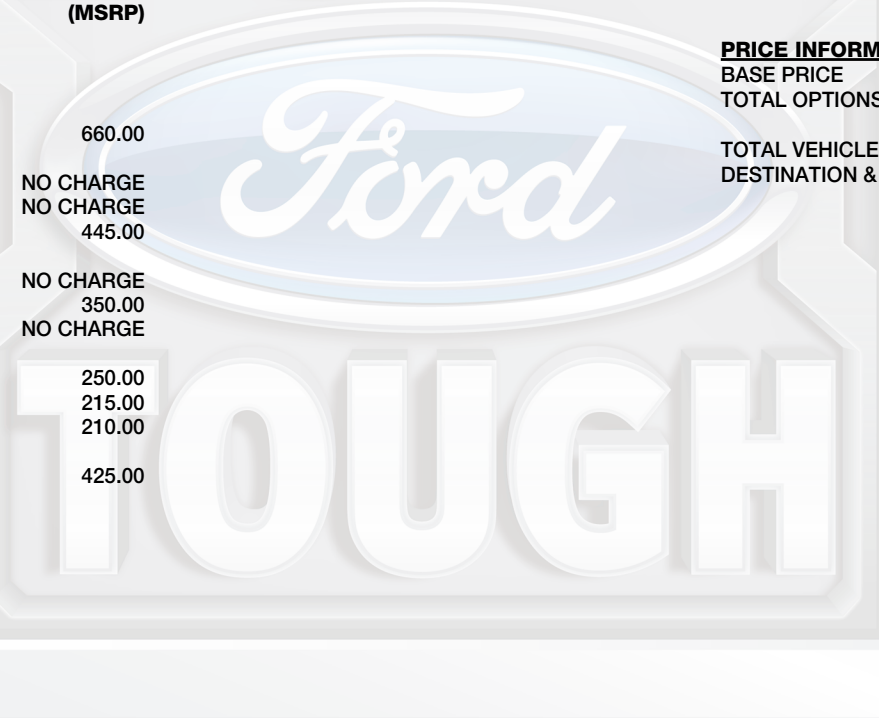 (MSRP)
660.00
NO CHARGE
NO CHARGE
445.00
NO CHARGE
350.00
NO CHARGE
250.00
215.00
210.00
425.00
PRICE INFORM
BASE PRICE
TOTAL OPTIONS
TOTAL VEHICLE
DESTINATION &
Ford
TOUGH